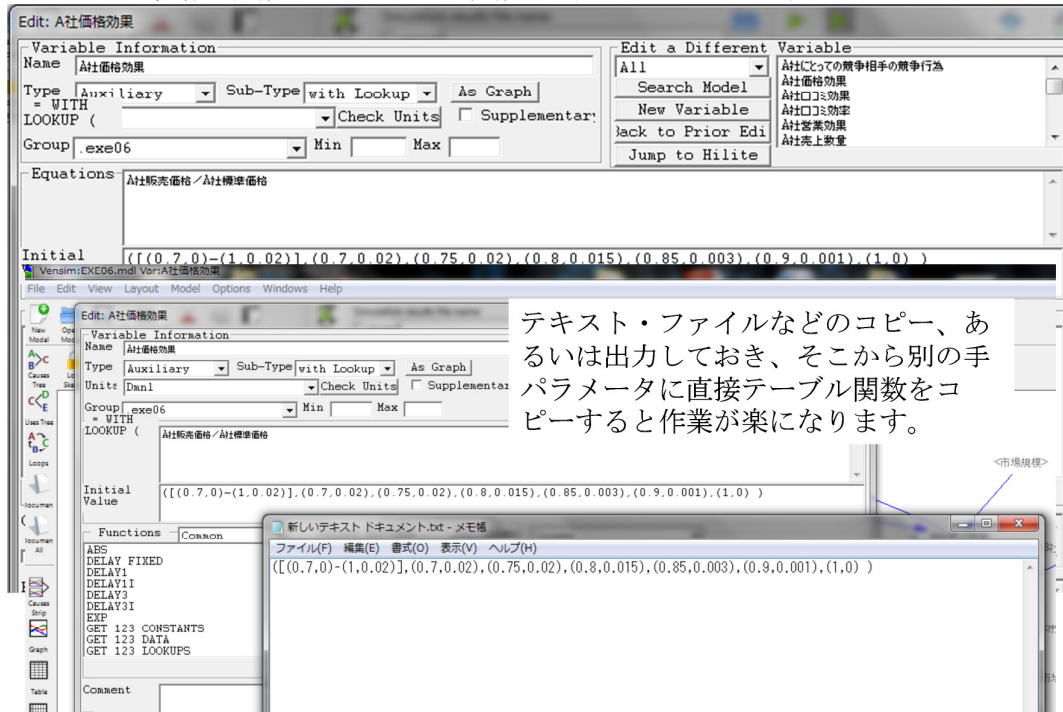 Edit: A社価格効果
Variable Information
Edit a Different Variable
Name A社価格効果
All
A社にとっての競争相手の競争行為
A社価格効果
A社口コミ効果
A社口コミ効率
A社営業効果
A社売上数量
Type Auxiliary Sub-Type with Lookup As Graph
Search Model
= WITH
LOOKUP ( Check Units Supplementar
New Variable
Group .exe06 Min Max
Back to Prior Edi
Jump to Hilite
Equations A社販売価格／A社標準価格
Initial ([(0.7,0)-(1,0.02)],(0.7,0.02),(0.75,0.02),(0.8,0.015),(0.85,0.003),(0.9,0.001),(1,0) )
Vensim:EXE06.mdl Var:A社価格効果
File Edit View Layout Model Options Windows Help
テキスト・ファイルなどのコピー、あ
るいは出力しておき、そこから別の手
パラメータに直接テーブル関数をコ
ピーすると作業が楽になります。
New Model
Causes Tree
Uses Tree
Loops
Documen
Documen All
Causes Strip
Graph
Table
Edit: A社価格効果
Variable Information
Name A社価格効果
Type Auxiliary Sub-Type with Lookup As Graph
Units Dmnl Check Units Supplementar
Group .exe06 Min Max
= WITH
LOOKUP ( A社販売価格／A社標準価格
Initial
Value ([(0.7,0)-(1,0.02)],(0.7,0.02),(0.75,0.02),(0.8,0.015),(0.85,0.003),(0.9,0.001),(1,0) )
<市場規模>
Functions Common
ABS
DELAY FIXED
DELAY1
DELAY1I
DELAY3
DELAY3I
EXP
GET 123 CONSTANTS
GET 123 DATA
GET 123 LOOKUPS
Comment
新しいテキスト ドキュメント.txt - メモ帳
ファイル(F) 編集(E) 書式(O) 表示(V) ヘルプ(H)
([(0.7,0)-(1,0.02)],(0.7,0.02),(0.75,0.02),(0.8,0.015),(0.85,0.003),(0.9,0.001),(1,0) )